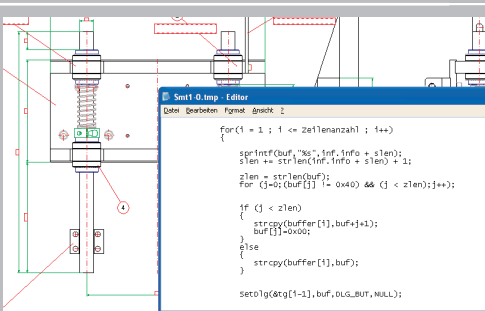 Smt1-0.tmp - Editor
Datei Bearbeiten Format Ansicht ?
for(i = 1 ; i <= Zeilenanzahl ; i++)
{
sprintf(buf,"%s",inf.info + slen);
slen += strlen(inf.info + slen) + 1;
zlen = strlen(buf);
for (j=0;(buf[j] != 0x40) && (j < zlen);j++);
if (j < zlen)
{
strcpy(buffer[i],buf+j+1);
buf[j]=0x00;
}
else
{
strcpy(buffer[i],buf);
}
SetDlg(&tg[i-1],buf,DLG_BUT,NULL);
4